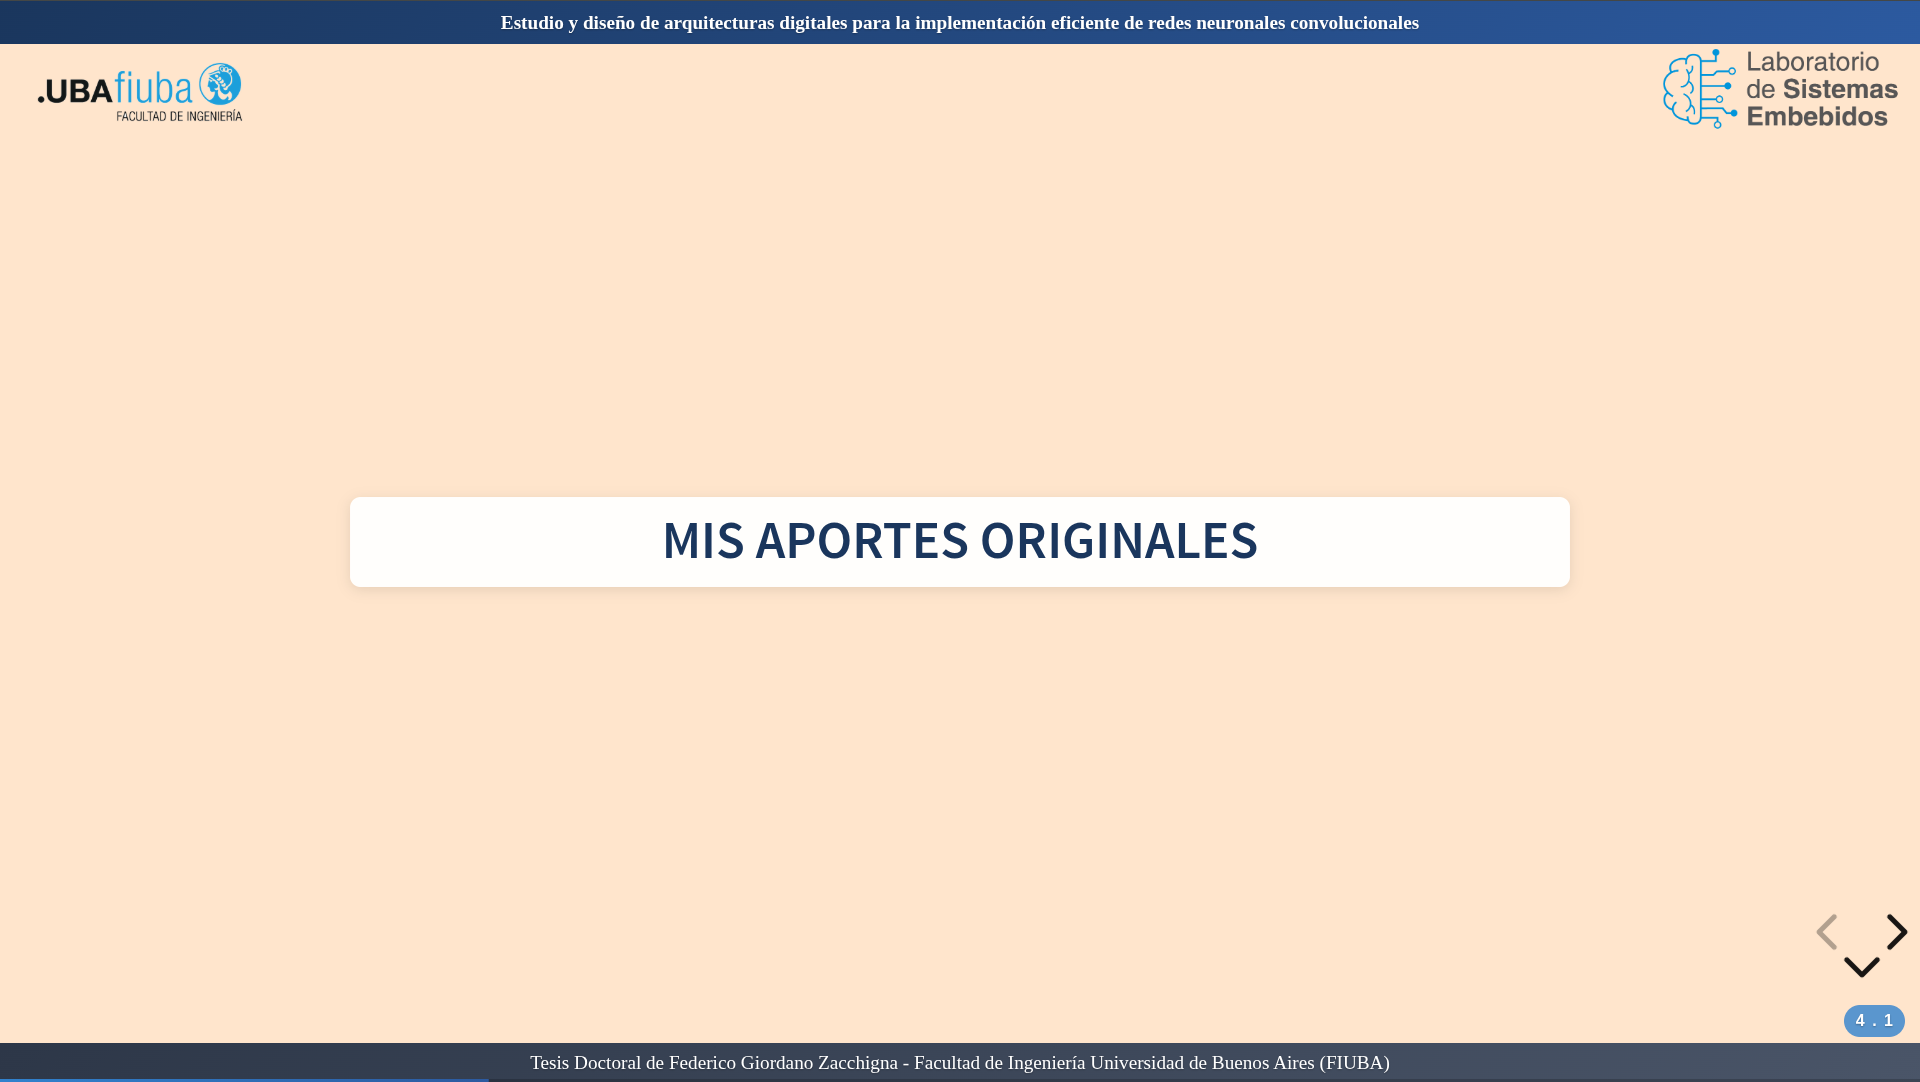 Estudio y diseño de arquitecturas digitales para la implementación eficiente de redes neuronales convolucionales
.UBAfiuba
FACULTAD DE INGENIERÍA
Laboratorio
de Sistemas
Embebidos
MIS APORTES ORIGINALES
4 . 1
Tesis Doctoral de Federico Giordano Zacchigna - Facultad de Ingeniería Universidad de Buenos Aires (FIUBA)